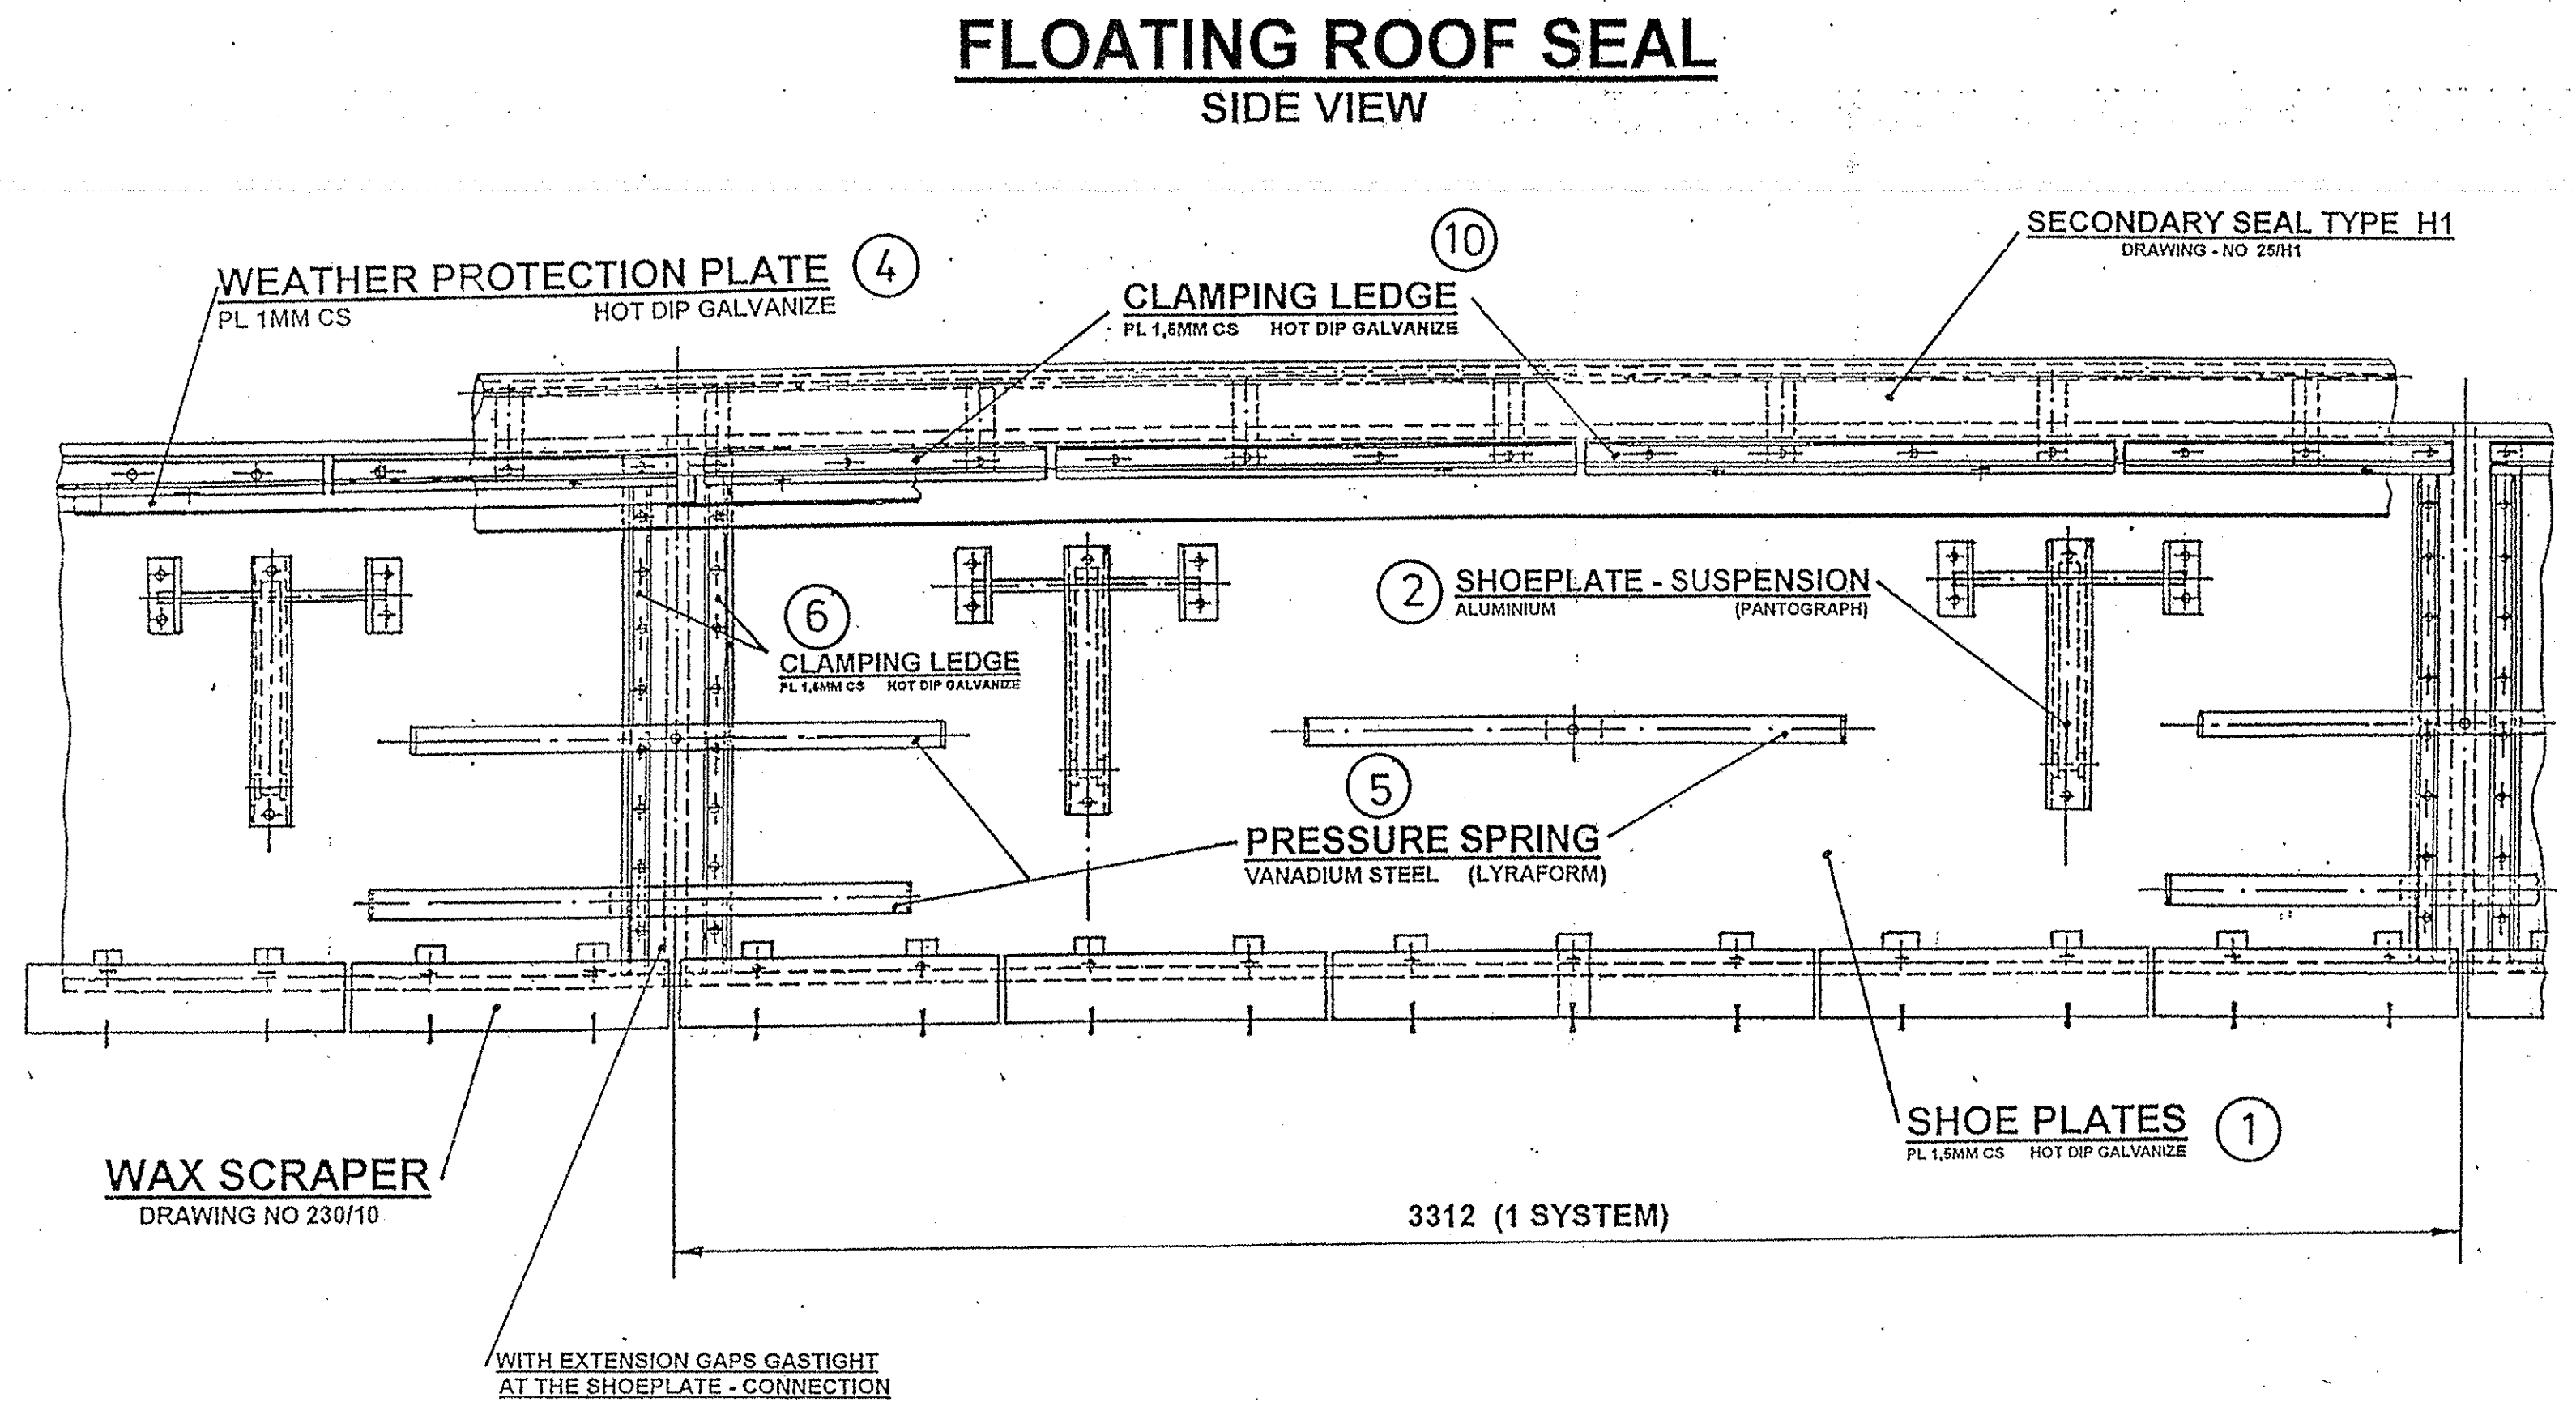 FLOATING ROOF SEAL
SIDE VIEW
SECONDARY SEAL TYPE H1
DRAWING - NO 25/H1
10
4
WEATHER PROTECTION PLATE
PL 1MM CS HOT DIP GALVANIZE
CLAMPING LEDGE
PL 1,5MM CS HOT DIP GALVANIZE
2
SHOEPLATE - SUSPENSION
ALUMINIUM (PANTOGRAPH)
6
CLAMPING LEDGE
PL 1,5MM CS HOT DIP GALVANIZE
5
PRESSURE SPRING
VANADIUM STEEL (LYRAFORM)
SHOE PLATES
1
PL 1,5MM CS HOT DIP GALVANIZE
WAX SCRAPER
DRAWING NO 230/10
3312 (1 SYSTEM)
WITH EXTENSION GAPS GASTIGHT
AT THE SHOEPLATE - CONNECTION